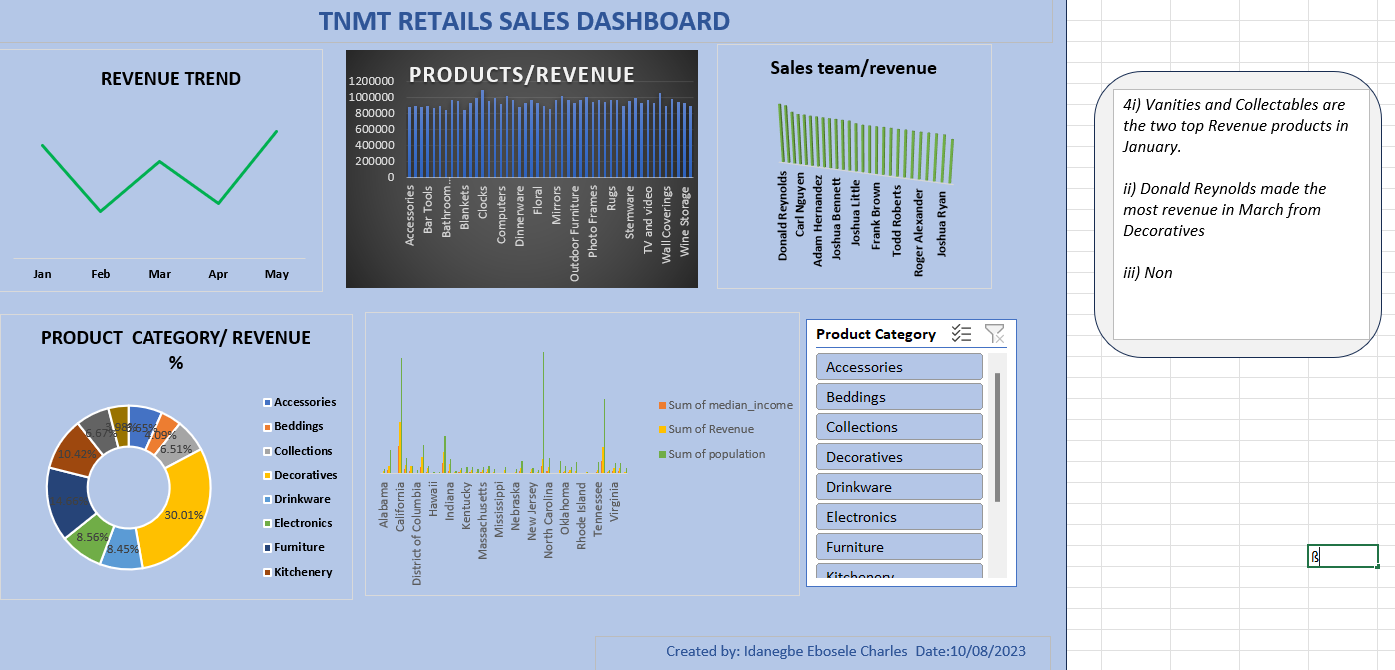 TNMT RETAILS SALES DASHBOARD
REVENUE TREND
Jan Feb Mar Apr May
PRODUCTS/REVENUE
1200000
1000000
800000
600000
400000
200000
0
Accessories
Bar Tools
Bathroom...
Blankets
Clocks
Computers
Dinnerware
Floral
Mirrors
Outdoor Furniture
Photo Frames
Rugs
Stemware
TV and video
Wall Coverings
Wine Storage
Sales team/revenue
Donald Reynolds
Carl Nguyen
Adam Hernandez
Joshua Bennett
Joshua Little
Frank Brown
Todd Roberts
Roger Alexander
Joshua Ryan
4i) Vanities and Collectables are
the two top Revenue products in
January.
ii) Donald Reynolds made the
most revenue in March from
Decoratives
iii) Non
PRODUCT CATEGORY/ REVENUE
%
4.09%
6.51%
30.01%
8.45%
8.56%
10.42%
6.67%
Accessories
Beddings
Collections
Decoratives
Drinkware
Electronics
Furniture
Kitchenery
Alabama
California
District of Columbia
Hawaii
Indiana
Kentucky
Massachusetts
Mississippi
Nebraska
New Jersey
North Carolina
Oklahoma
Rhode Island
Tennessee
Virginia
Sum of median_income
Sum of Revenue
Sum of population
Product Category
Accessories
Beddings
Collections
Decoratives
Drinkware
Electronics
Furniture
Kitchenery
ß
Created by: Idanegbe Ebosele Charles Date:10/08/2023